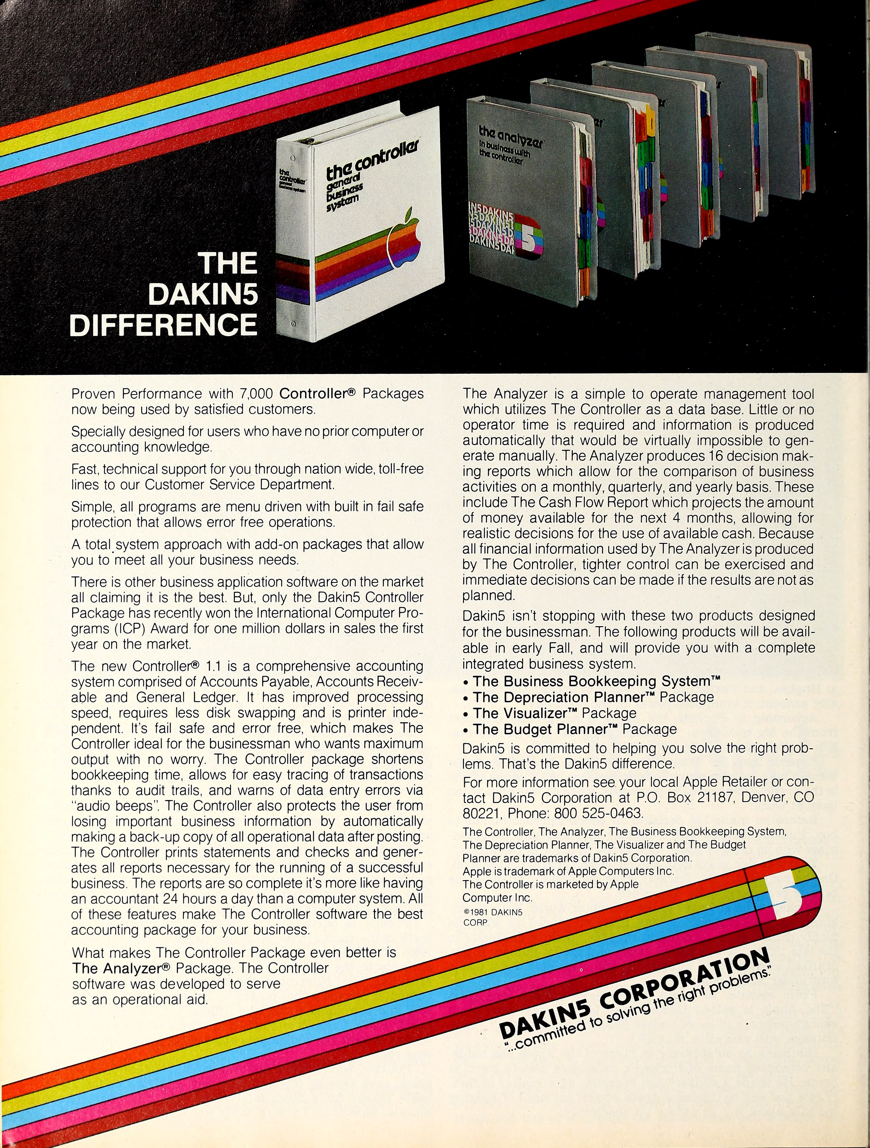 the controller
general
business
system
the
controller
general
business system
the analyzer
in business with
the controller
5
THE
DAKIN5
DIFFERENCE
Proven Performance with 7,000 Controller® Packages
now being used by satisfied customers.
Specially designed for users who have no prior computer or
accounting knowledge.
Fast, technical support for you through nation wide, toll-free
lines to our Customer Service Department.
Simple, all programs are menu driven with built in fail safe
protection that allows error free operations.
A total system approach with add-on packages that allow
you to meet all your business needs.
There is other business application software on the market
all claiming it is the best. But, only the Dakin5 Controller
Package has recently won the International Computer Pro-
grams (ICP) Award for one million dollars in sales the first
year on the market.
The new Controller® 1.1 is a comprehensive accounting
system comprised of Accounts Payable, Accounts Receiv-
able and General Ledger. It has improved processing
speed, requires less disk swapping and is printer inde-
pendent. It's fail safe and error free, which makes The
Controller ideal for the businessman who wants maximum
output with no worry. The Controller package shortens
bookkeeping time, allows for easy tracing of transactions
thanks to audit trails, and warns of data entry errors via
"audio beeps". The Controller also protects the user from
losing important business information by automatically
making a back-up copy of all operational data after posting.
The Controller prints statements and checks and gener-
ates all reports necessary for the running of a successful
business. The reports are so complete it's more like having
an accountant 24 hours a day than a computer system. All
of these features make The Controller software the best
accounting package for your business.
What makes The Controller Package even better is
The Analyzer® Package. The Controller
software was developed to serve
as an operational aid.
The Analyzer is a simple to operate management tool
which utilizes The Controller as a data base. Little or no
operator time is required and information is produced
automatically that would be virtually impossible to gen-
erate manually. The Analyzer produces 16 decision mak-
ing reports which allow for the comparison of business
activities on a monthly, quarterly, and yearly basis. These
include The Cash Flow Report which projects the amount
of money available for the next 4 months, allowing for
realistic decisions for the use of available cash. Because
all financial information used by The Analyzer is produced
by The Controller, tighter control can be exercised and
immediate decisions can be made if the results are not as
planned.
Dakin5 isn't stopping with these two products designed
for the businessman. The following products will be avail-
able in early Fall, and will provide you with a complete
integrated business system.
• The Business Bookkeeping System™
• The Depreciation Planner™ Package
• The Visualizer™ Package
• The Budget Planner™ Package
Dakin5 is committed to helping you solve the right prob-
lems. That's the Dakin5 difference.
For more information see your local Apple Retailer or con-
tact Dakin5 Corporation at P.O. Box 21187, Denver, CO
80221, Phone: 800 525-0463.
The Controller, The Analyzer, The Business Bookkeeping System,
The Depreciation Planner, The Visualizer and The Budget
Planner are trademarks of Dakin5 Corporation.
Apple is trademark of Apple Computers Inc.
The Controller is marketed by Apple
Computer Inc.
©1981 DAKIN5
CORP
5
DAKIN5 CORPORATION
"...committed to solving the right problems."